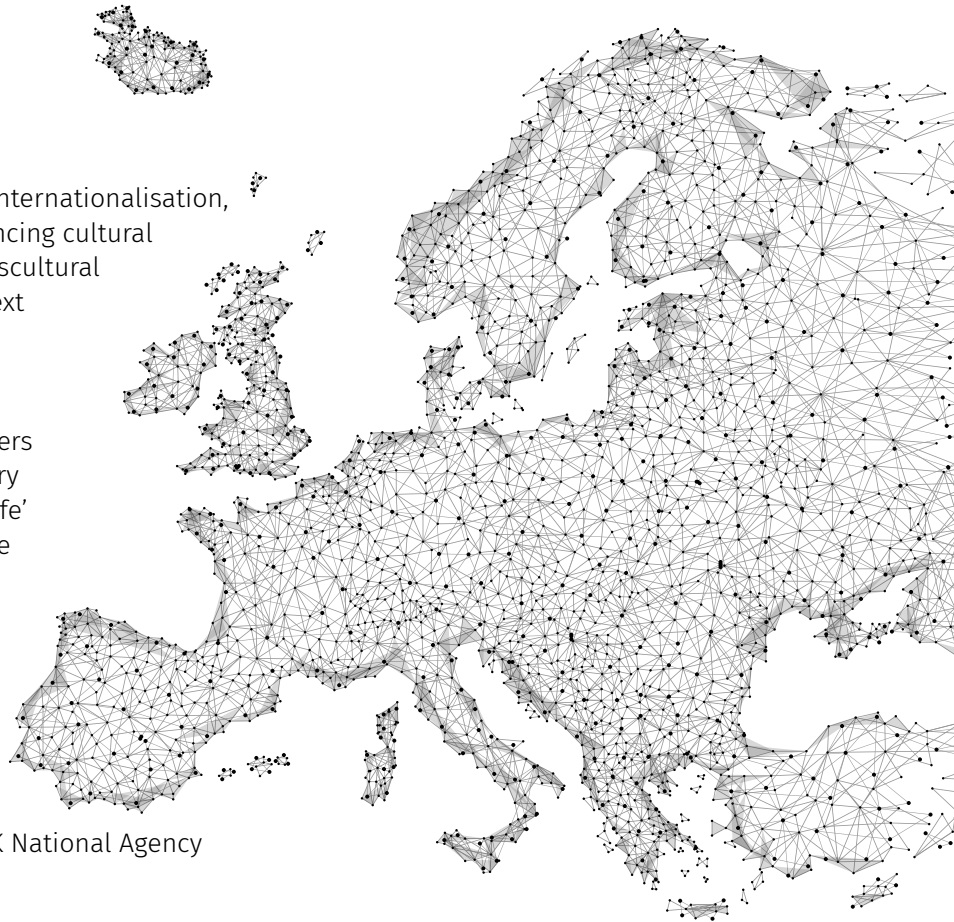 nternationalisation,
ncing cultural
scultural
ext
ers
ry
fe’
e
K National Agency